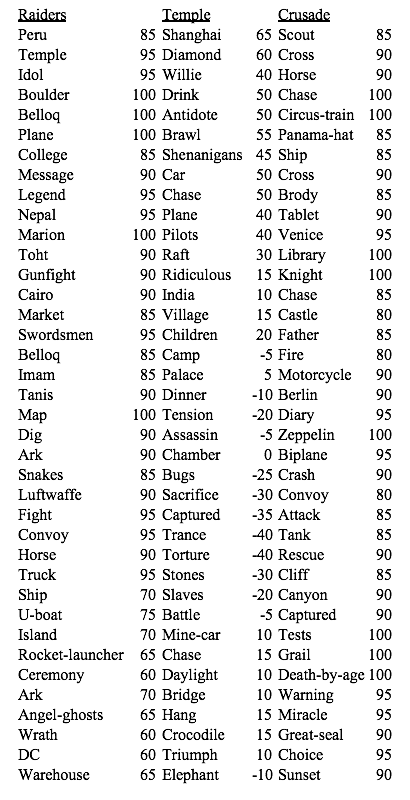 Raiders Temple Crusade
Peru 85 Shanghai 65 Scout 85
Temple 95 Diamond 60 Cross 90
Idol 95 Willie 40 Horse 90
Boulder 100 Drink 50 Chase 100
Belloq 100 Antidote 50 Circus-train 100
Plane 100 Brawl 55 Panama-hat 85
College 85 Shenanigans 45 Ship 85
Message 90 Car 50 Cross 90
Legend 95 Chase 50 Brody 85
Nepal 95 Plane 40 Tablet 90
Marion 100 Pilots 40 Venice 95
Toht 90 Raft 30 Library 100
Gunfight 90 Ridiculous 15 Knight 100
Cairo 90 India 10 Chase 85
Market 85 Village 15 Castle 80
Swordsmen 95 Children 20 Father 85
Belloq 85 Camp -5 Fire 80
Imam 85 Palace 5 Motorcycle 90
Tanis 90 Dinner -10 Berlin 90
Map 100 Tension -20 Diary 95
Dig 90 Assassin -5 Zeppelin 100
Ark 90 Chamber 0 Biplane 95
Snakes 85 Bugs -25 Crash 90
Luftwaffe 90 Sacrifice -30 Convoy 80
Fight 95 Captured -35 Attack 85
Convoy 95 Trance -40 Tank 85
Horse 90 Torture -40 Rescue 90
Truck 95 Stones -30 Cliff 85
Ship 70 Slaves -20 Canyon 90
U-boat 75 Battle -5 Captured 90
Island 70 Mine-car 10 Tests 100
Rocket-launcher 65 Chase 15 Grail 100
Ceremony 60 Daylight 10 Death-by-age 100
Ark 70 Bridge 10 Warning 95
Angel-ghosts 65 Hang 15 Miracle 95
Wrath 60 Crocodile 15 Great-seal 90
DC 60 Triumph 10 Choice 95
Warehouse 65 Elephant -10 Sunset 90